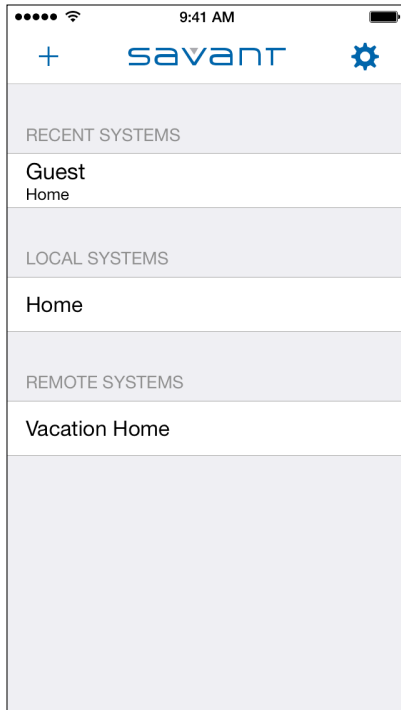 9:41 AM
savant
RECENT SYSTEMS
Guest
Home
LOCAL SYSTEMS
Home
REMOTE SYSTEMS
Vacation Home